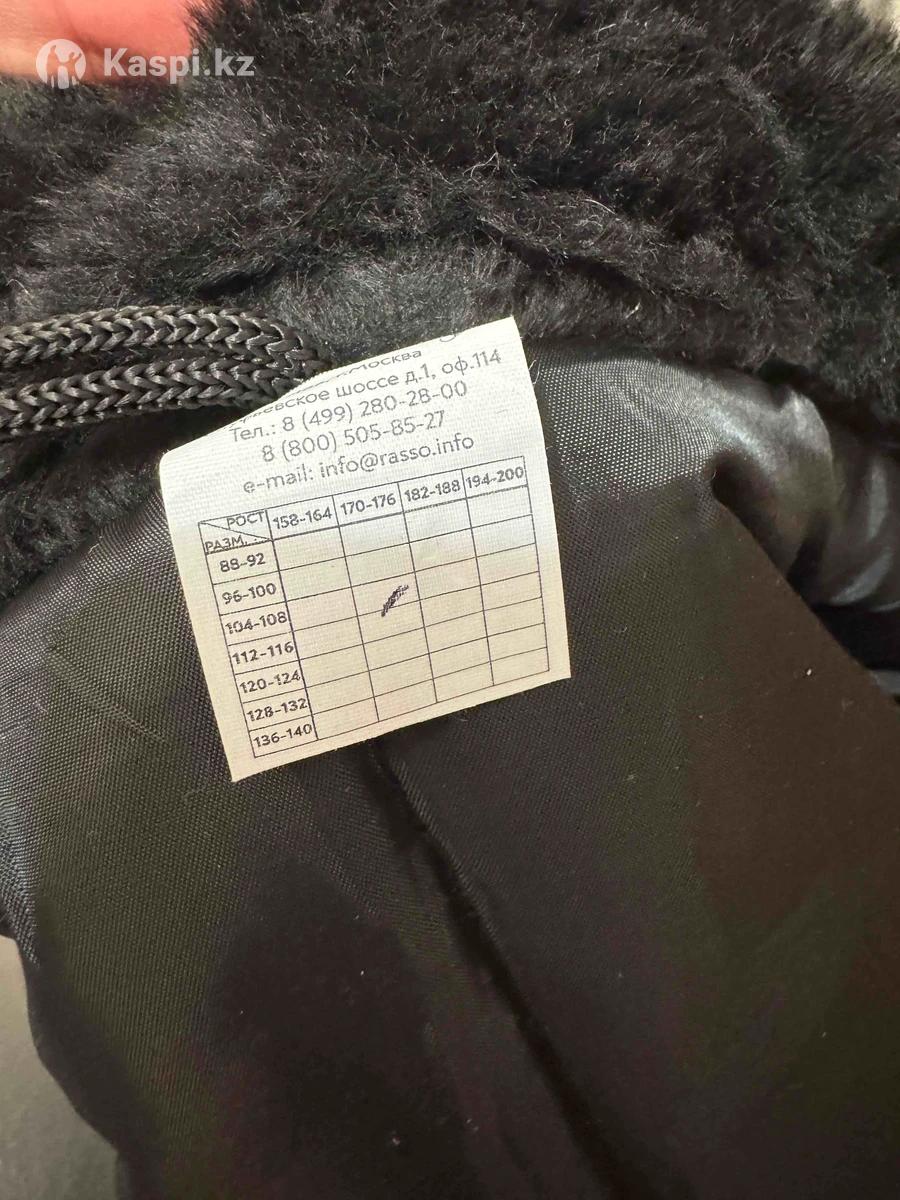 Kaspi.kz
Москва
шоссе д.1, оф.114
Тел.: 8 (499) 280-28-00
8 (800) 505-85-27
e-mail: info@rasso.info
РОСТ 158-164 170-176 182-188 194-200
РАЗМ.
88-92
96-100
104-108
112-116
120-124
128-132
136-140